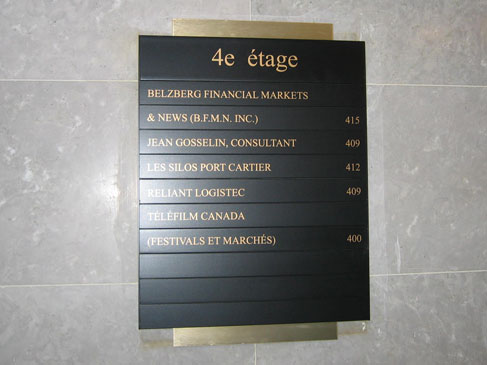 4e étage
BELZBERG FINANCIAL MARKETS
& NEWS (B.F.M.N. INC.) 415
JEAN GOSSELIN, CONSULTANT 409
LES SILOS PORT CARTIER 412
RELIANT LOGISTEC 409
TÉLÉFILM CANADA
(FESTIVALS ET MARCHÉS) 400